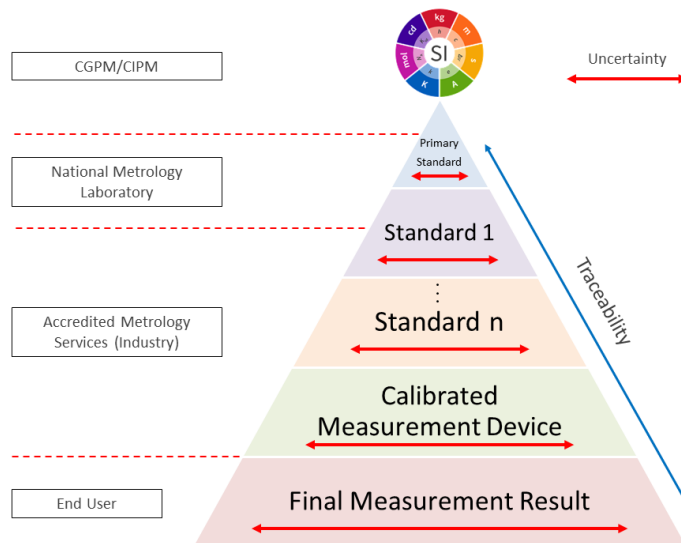 kg
m
s
A
K
mol
cd
SI
CGPM/CIPM
Uncertainty
Primary
Standard
National Metrology
Laboratory
Standard 1
Traceability
⋮
Standard n
Accredited Metrology
Services (Industry)
Calibrated
Measurement Device
End User
Final Measurement Result